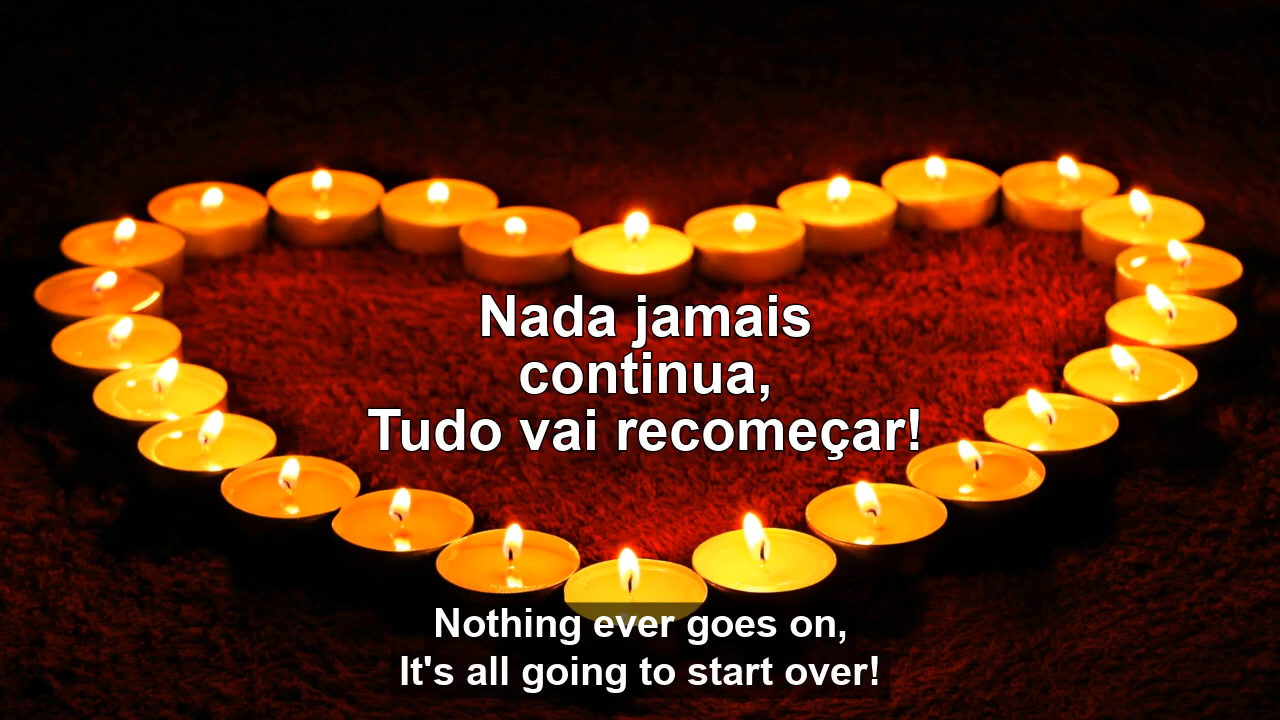 Nada jamais
continua,
Tudo vai recomeçar!
Nothing ever goes on,
It's all going to start over!